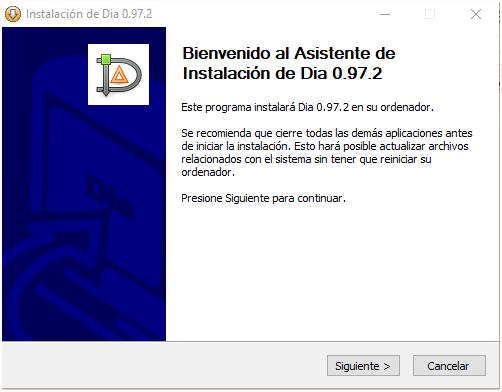 Instalación de Dia 0.97.2
Bienvenido al Asistente de
Instalación de Dia 0.97.2
Este programa instalará Dia 0.97.2 en su ordenador.
Se recomienda que cierre todas las demás aplicaciones antes
de iniciar la instalación. Esto hará posible actualizar archivos
relacionados con el sistema sin tener que reiniciar su
ordenador.
Presione Siguiente para continuar.
Dia
Siguiente >
Cancelar